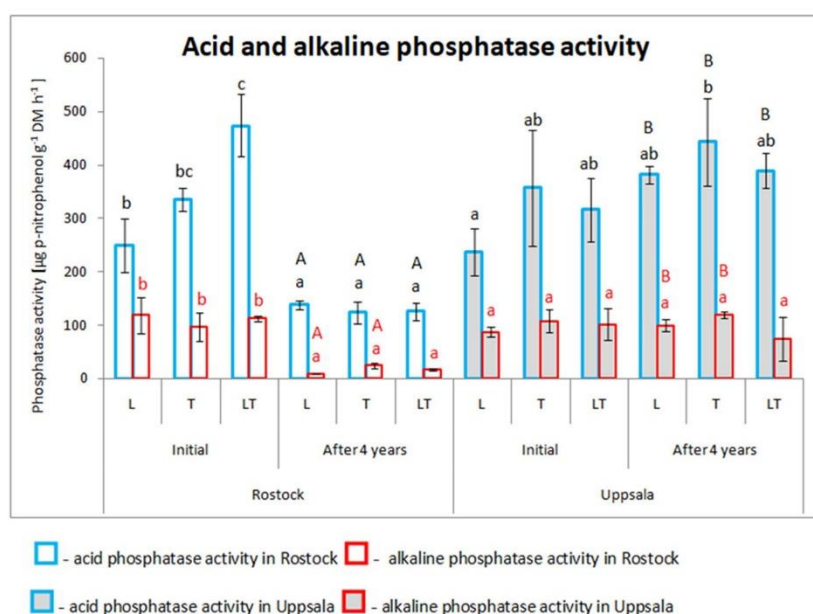 Acid and alkaline phosphatase activity
Phosphatase activity [µg p-nitrophenol g-1 DM h-1]
600
500
400
300
200
100
0
b
bc
c
b
b
b
A
a
A
a
A
a
A
a
A
a
a
a
ab
ab
B
ab
B
b
B
ab
a
a
a
B
a
B
a
a
L T LT L T LT L T LT L T LT
Initial After 4 years Initial After 4 years
Rostock Uppsala
- acid phosphatase activity in Rostock - alkaline phosphatase activity in Rostock
- acid phosphatase activity in Uppsala - alkaline phosphatase activity in Uppsala